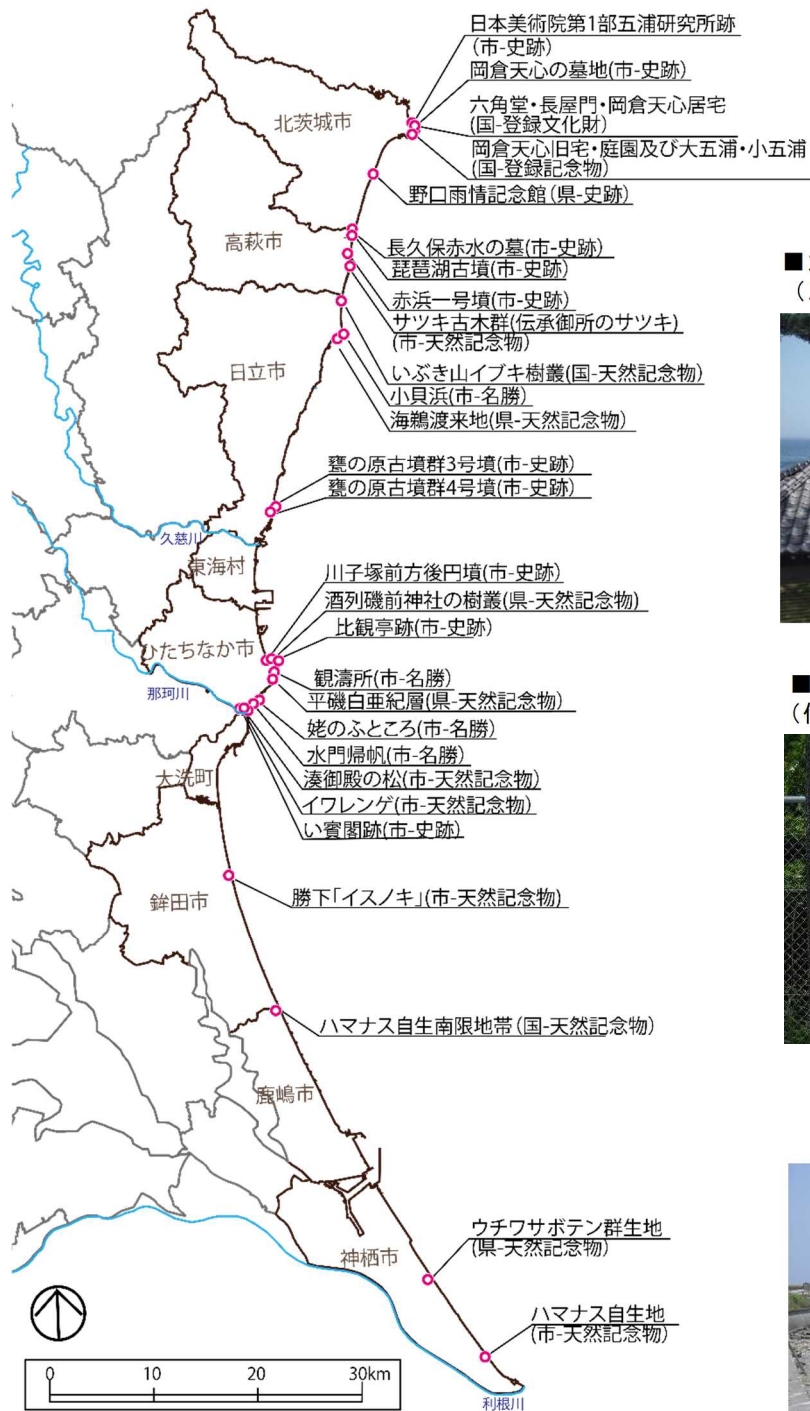 日本美術院第1部五浦研究所跡
(市-史跡)
岡倉天心の墓地(市-史跡)
六角堂・長屋門・岡倉天心居宅
(国-登録文化財)
岡倉天心旧宅・庭園及び大五浦・小五浦
(国-登録記念物)
北茨城市
野口雨情記念館(県-史跡)
高萩市
長久保赤水の墓(市-史跡)
琵琶湖古墳(市-史跡)
赤浜一号墳(市-史跡)
サツキ古木群(伝承御所のサツキ)
(市-天然記念物)
日立市
いぶき山イブキ樹叢(国-天然記念物)
小貝浜(市-名勝)
海鵜渡来地(県-天然記念物)
甕の原古墳群3号墳(市-史跡)
甕の原古墳群4号墳(市-史跡)
久慈川
東海村
川子塚前方後円墳(市-史跡)
酒列磯前神社の樹叢(県-天然記念物)
比観亭跡(市-史跡)
ひたちなか市
観濤所(市-名勝)
那珂川
平磯白亜紀層(県-天然記念物)
姥のふところ(市-名勝)
水門帰帆(市-名勝)
大洗町
湊御殿の松(市-天然記念物)
イワレンゲ(市-天然記念物)
い賓閣跡(市-史跡)
鉾田市
勝下「イスノキ」(市-天然記念物)
ハマナス自生南限地帯(国-天然記念物)
鹿嶋市
ウチワサボテン群生地
(県-天然記念物)
神栖市
ハマナス自生地
(市-天然記念物)
0 10 20 30km
利根川
■
■